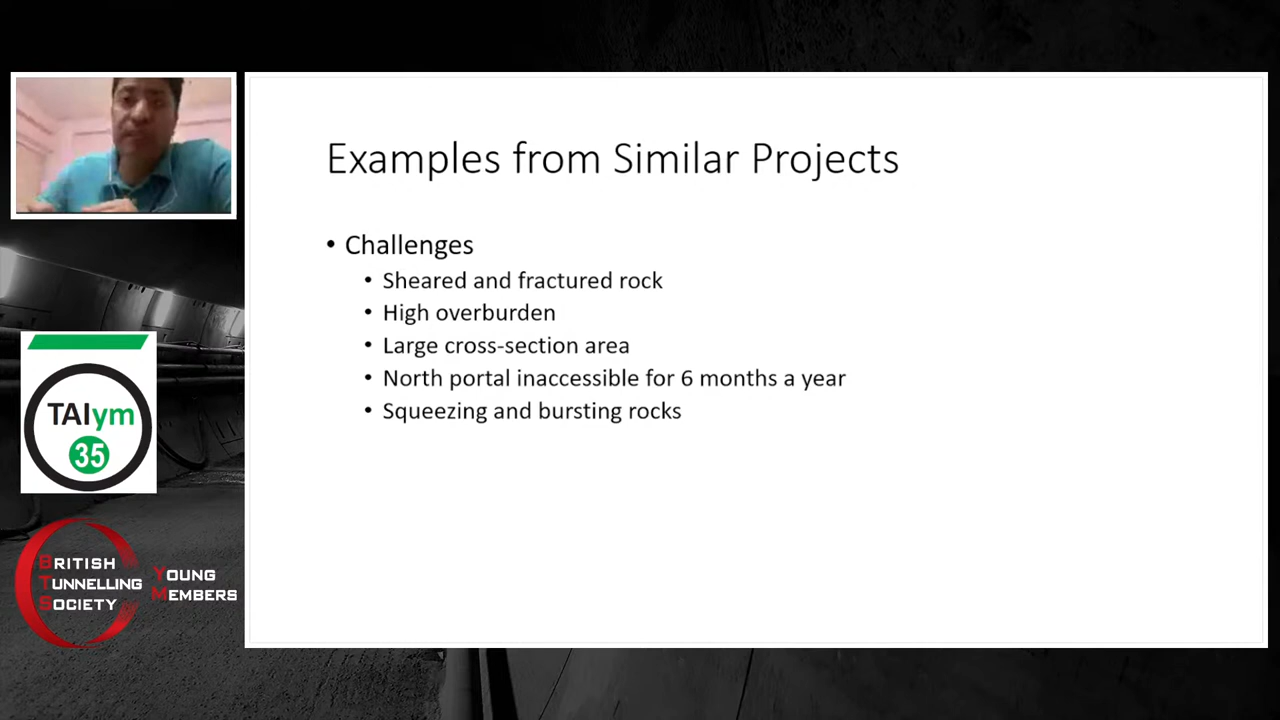 Examples from Similar Projects
• Challenges
• Sheared and fractured rock
• High overburden
• Large cross-section area
• North portal inaccessible for 6 months a year
• Squeezing and bursting rocks
TAIym
35
BRITISH
TUNNELLING
SOCIETY
YOUNG
MEMBERS